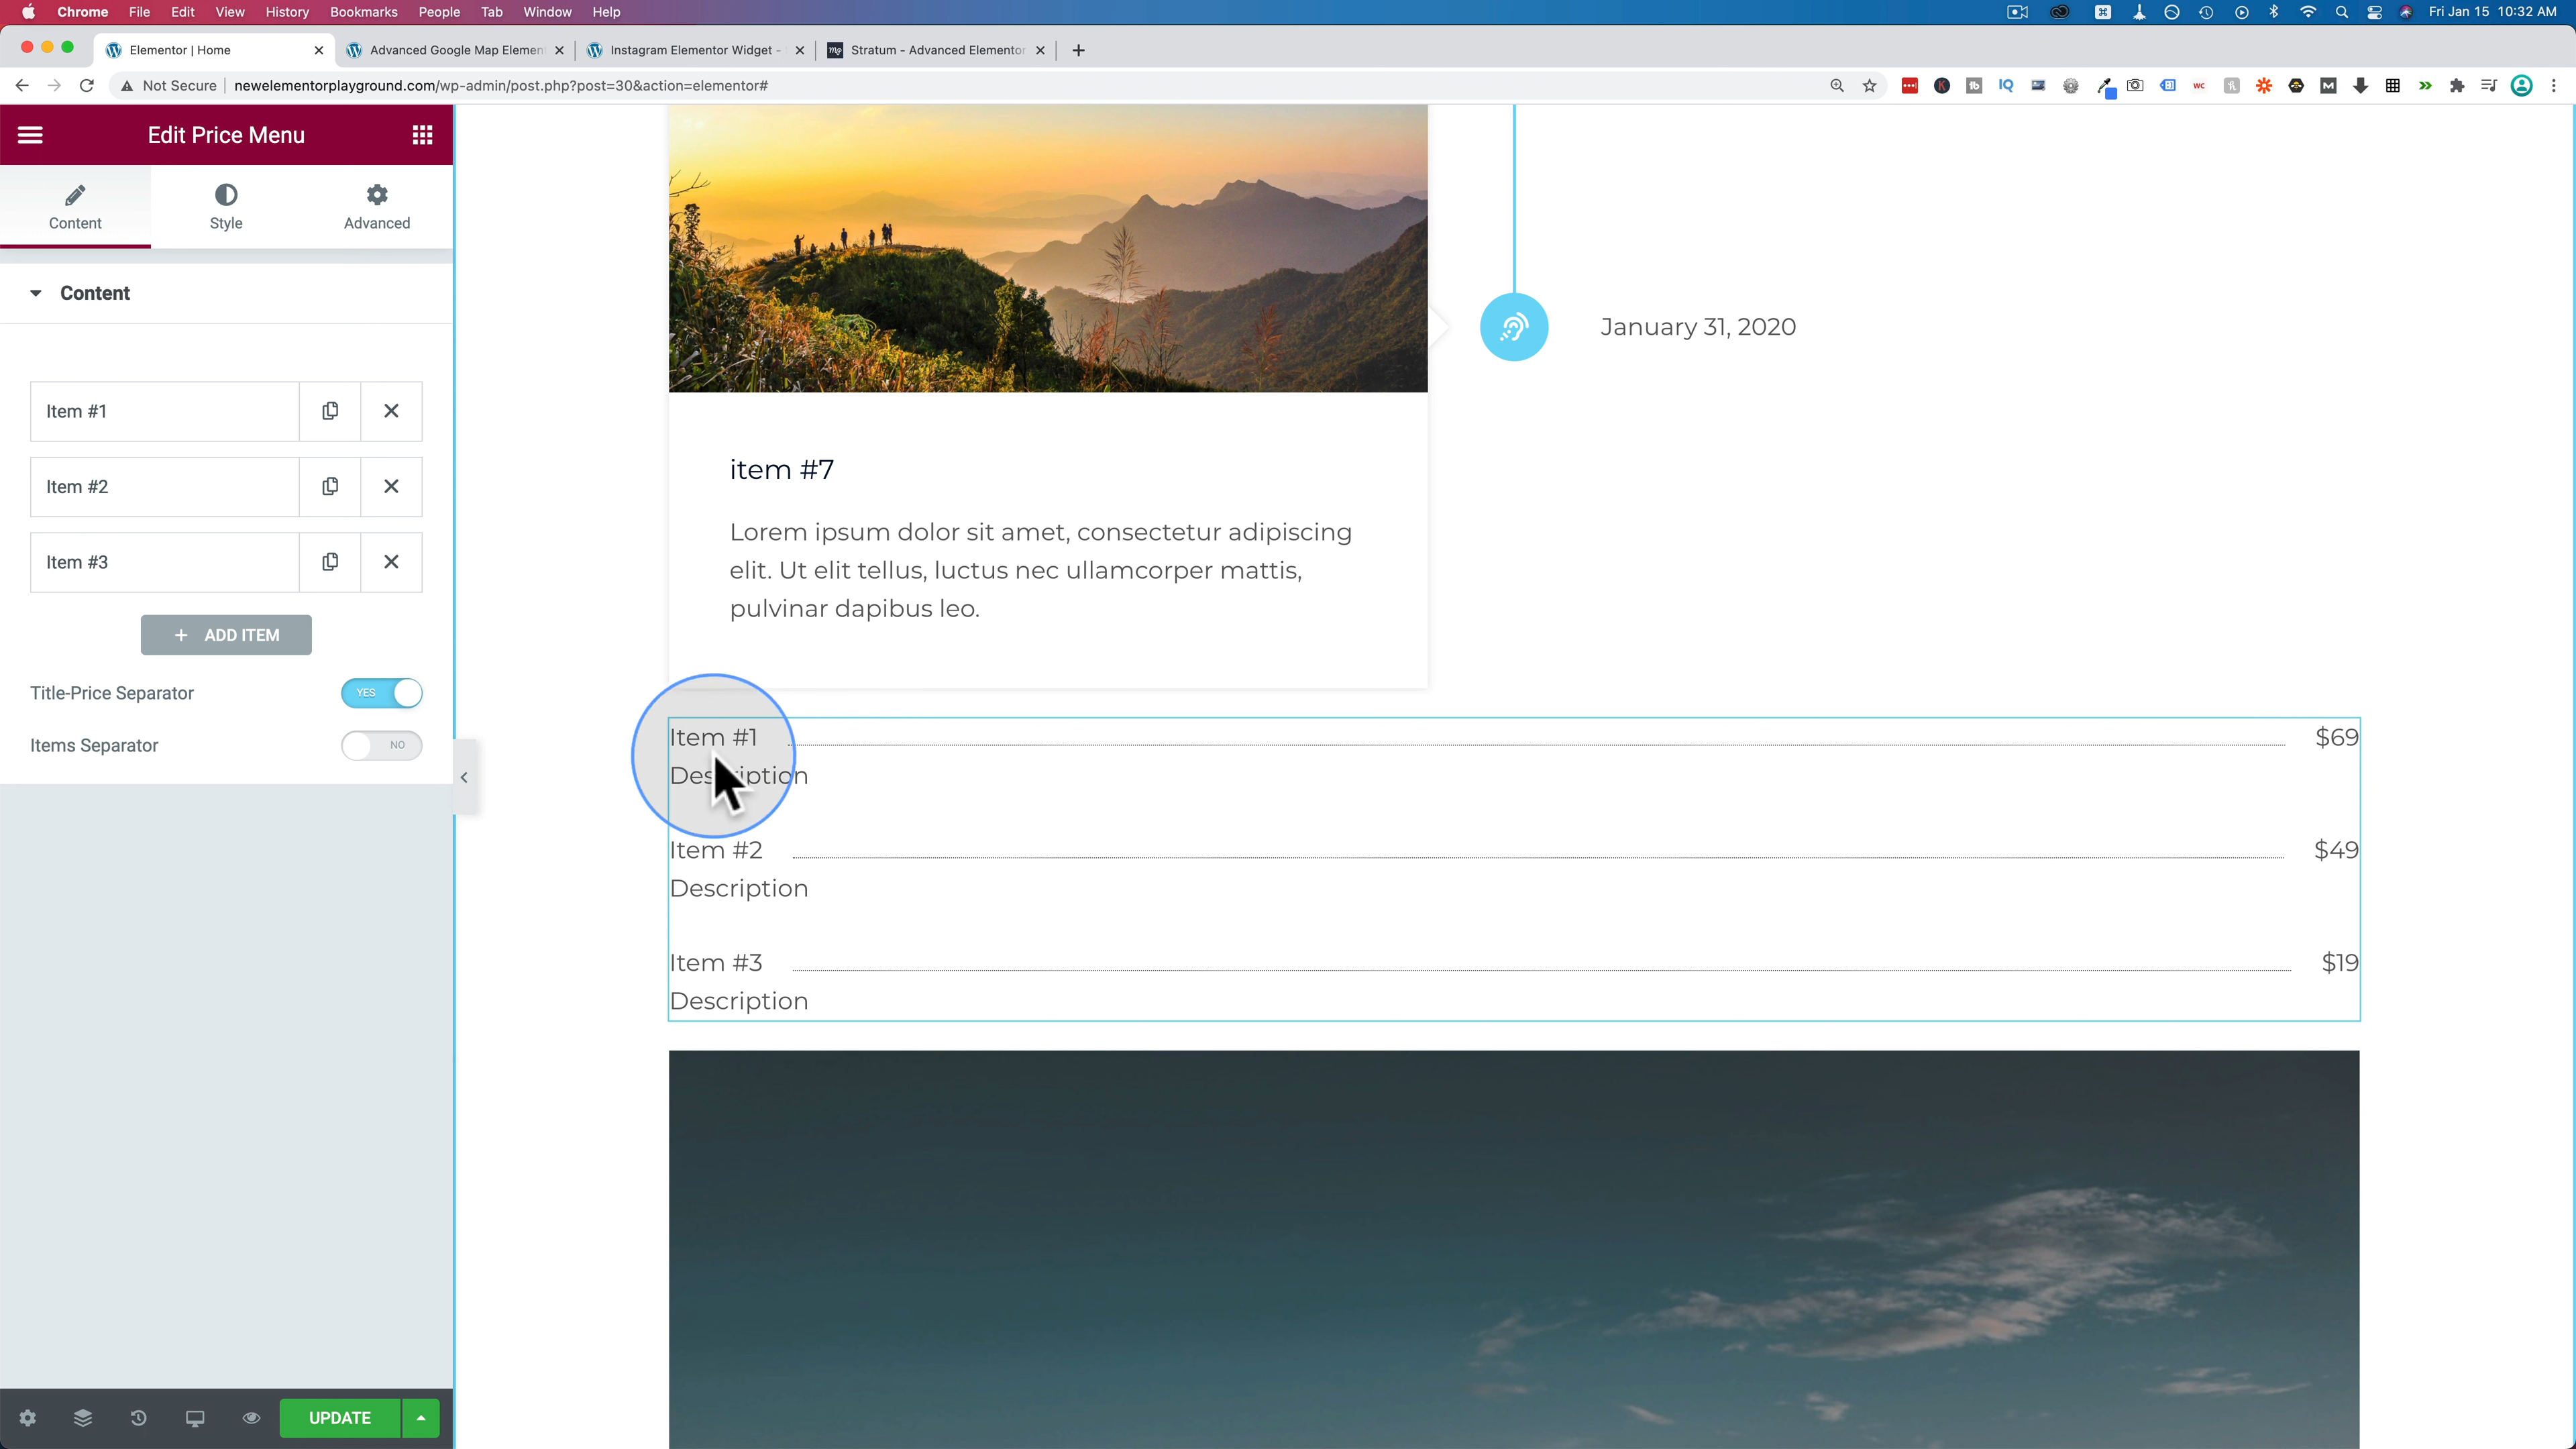 Chrome File Edit View History Bookmarks People Tab Window Help Fri Jan 15 10:32 AM
Elementor | Home Advanced Google Map Elemen Instagram Elementor Widget - Stratum - Advanced Elementor
Not Secure newelementorplayground.com/wp-admin/post.php?post=30&action=elementor#
Edit Price Menu
Content Style Advanced
Content
Item #1
Item #2
Item #3
+ ADD ITEM
Title-Price Separator YES
Items Separator NO
UPDATE
January 31, 2020
item #7
Lorem ipsum dolor sit amet, consectetur adipiscing
elit. Ut elit tellus, luctus nec ullamcorper mattis,
pulvinar dapibus leo.
Item #1 $69
Description
Item #2 $49
Description
Item #3 $19
Description